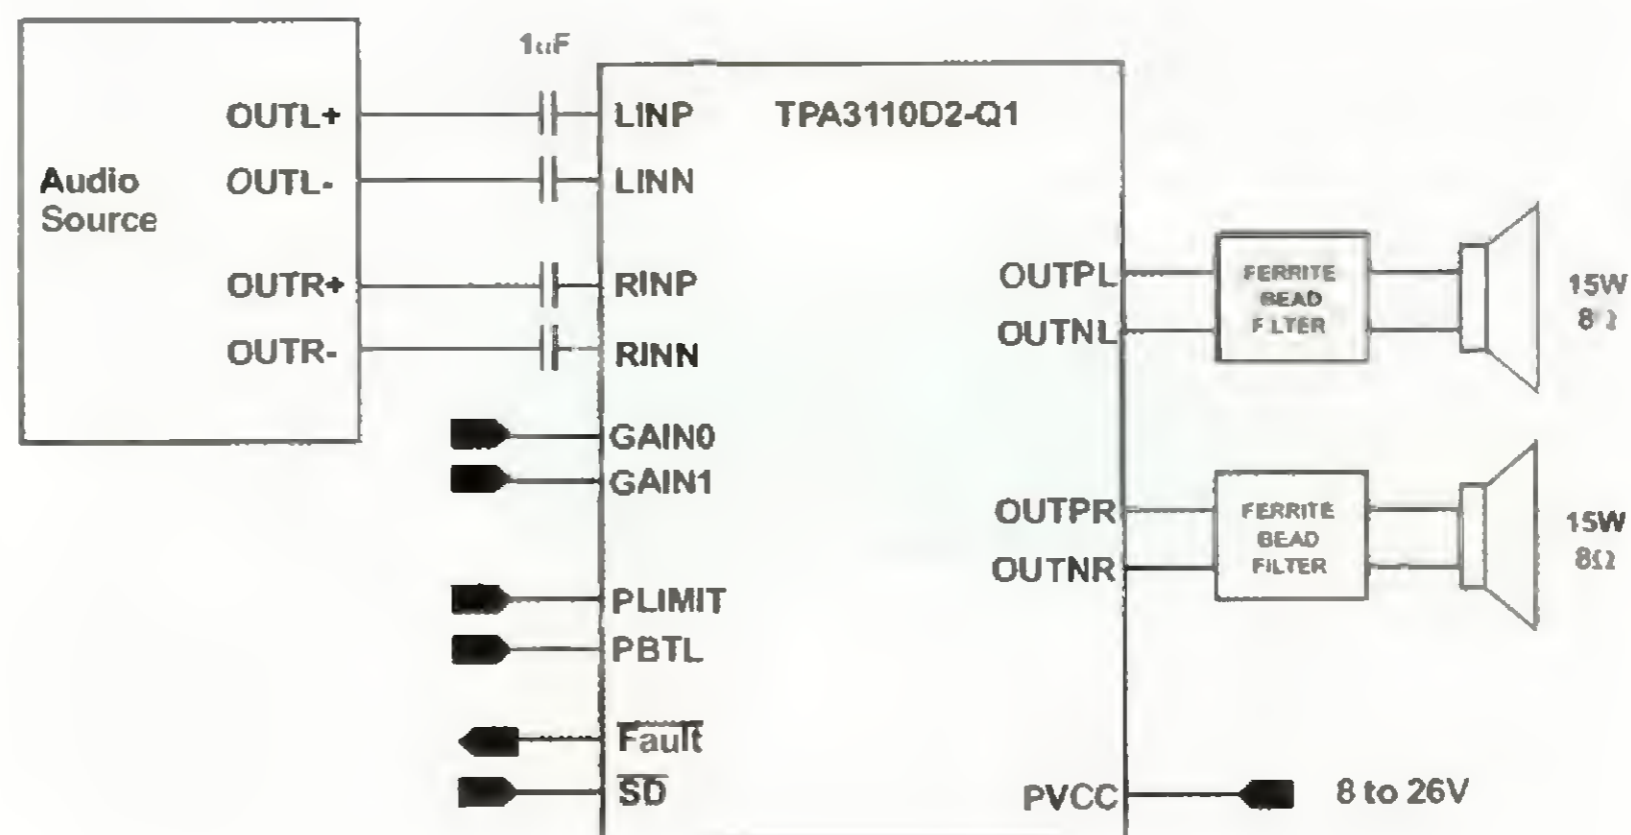 1uF
TPA3110D2-Q1
Audio
Source
OUTL+
OUTL-
OUTR+
OUTR-
LINP
LINN
RINP
RINN
GAIN0
GAIN1
PLIMIT
PBTL
Fault
SD
OUTPL
OUTNL
OUTPR
OUTNR
PVCC
FERRITE
BEAD
FILTER
15W
8Ω
FERRITE
BEAD
FILTER
15W
8Ω
8 to 26V